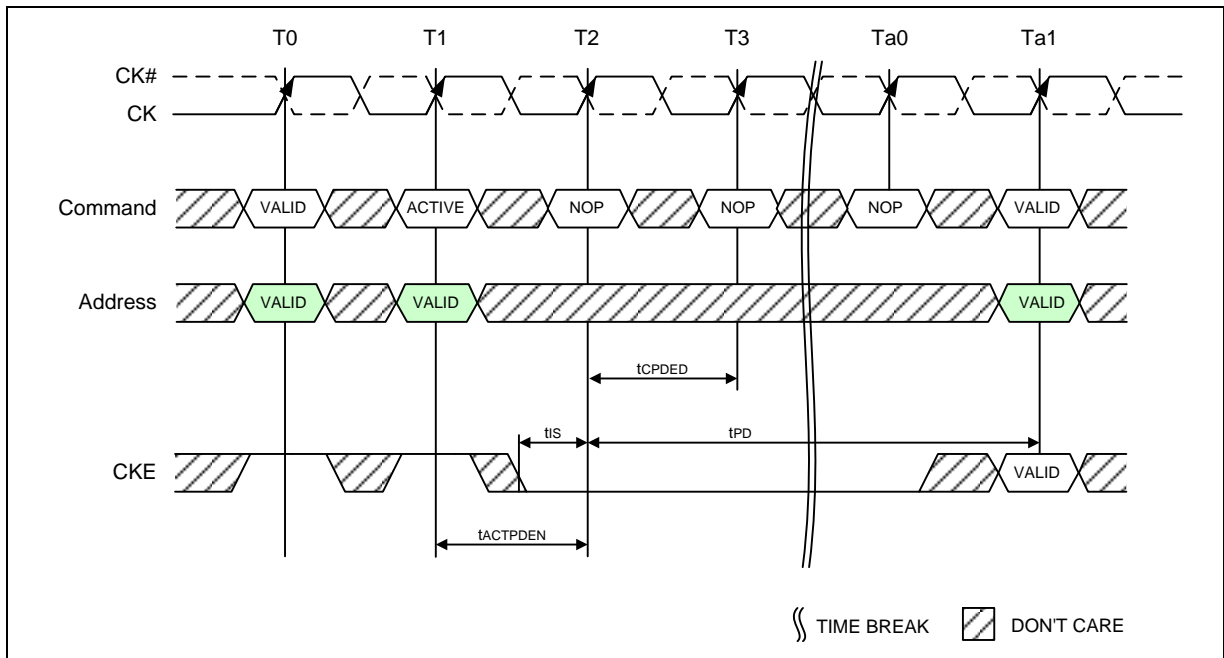 T0 T1 T2 T3 Ta0 Ta1
CK#
CK
Command VALID ACTIVE NOP NOP NOP VALID
Address VALID VALID VALID
tCPDED
tIS tPD
CKE VALID
tACTPDEN
TIME BREAK DON'T CARE